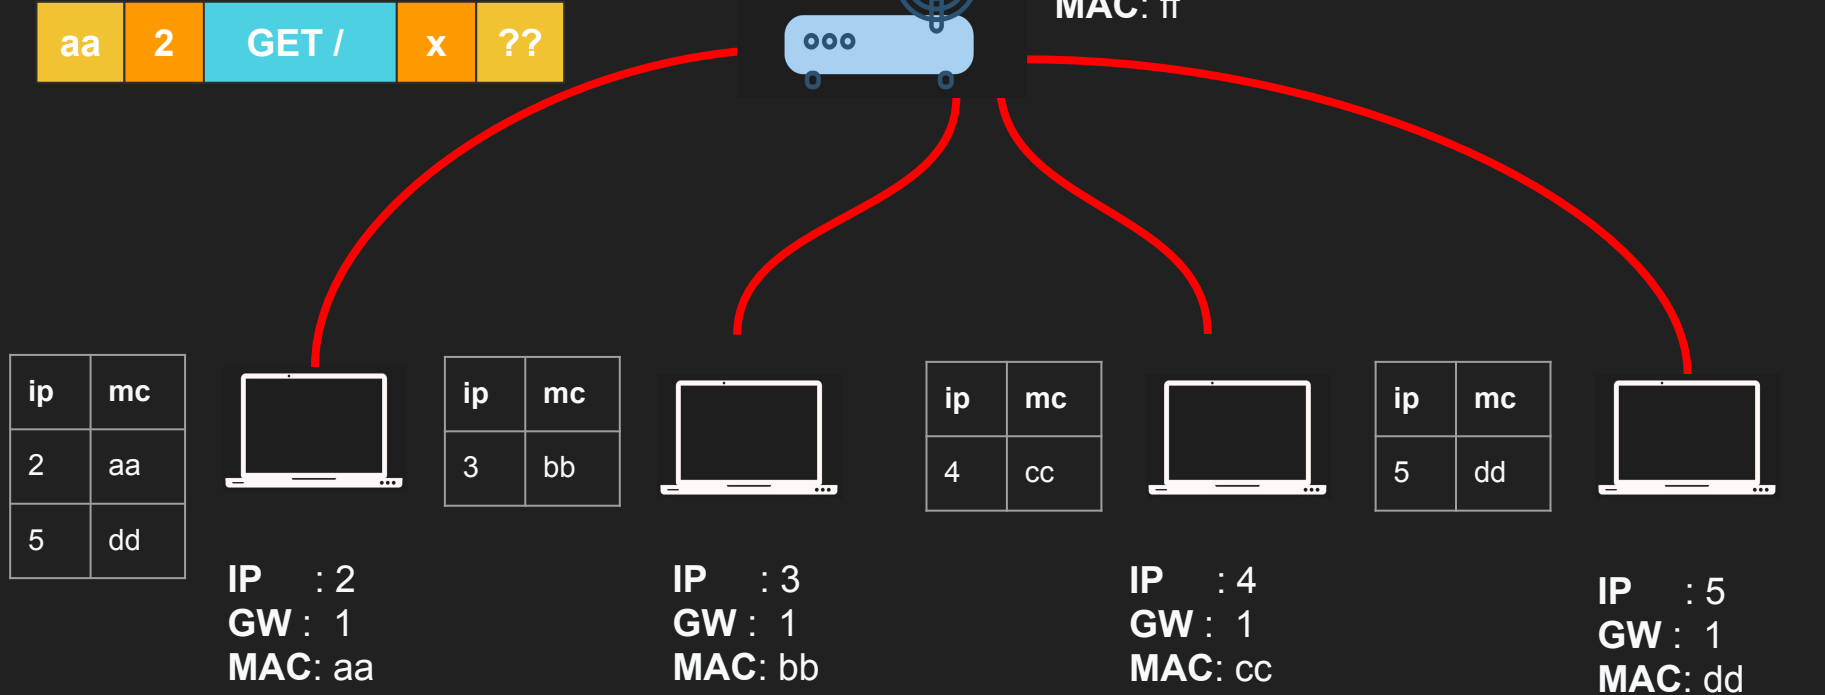 MAC: ff
aa 2 GET / x ??
ip mc
2 aa
5 dd
ip mc
3 bb
ip mc
4 cc
ip mc
5 dd
IP : 2
GW : 1
MAC: aa
IP : 3
GW : 1
MAC: bb
IP : 4
GW : 1
MAC: cc
IP : 5
GW : 1
MAC: dd